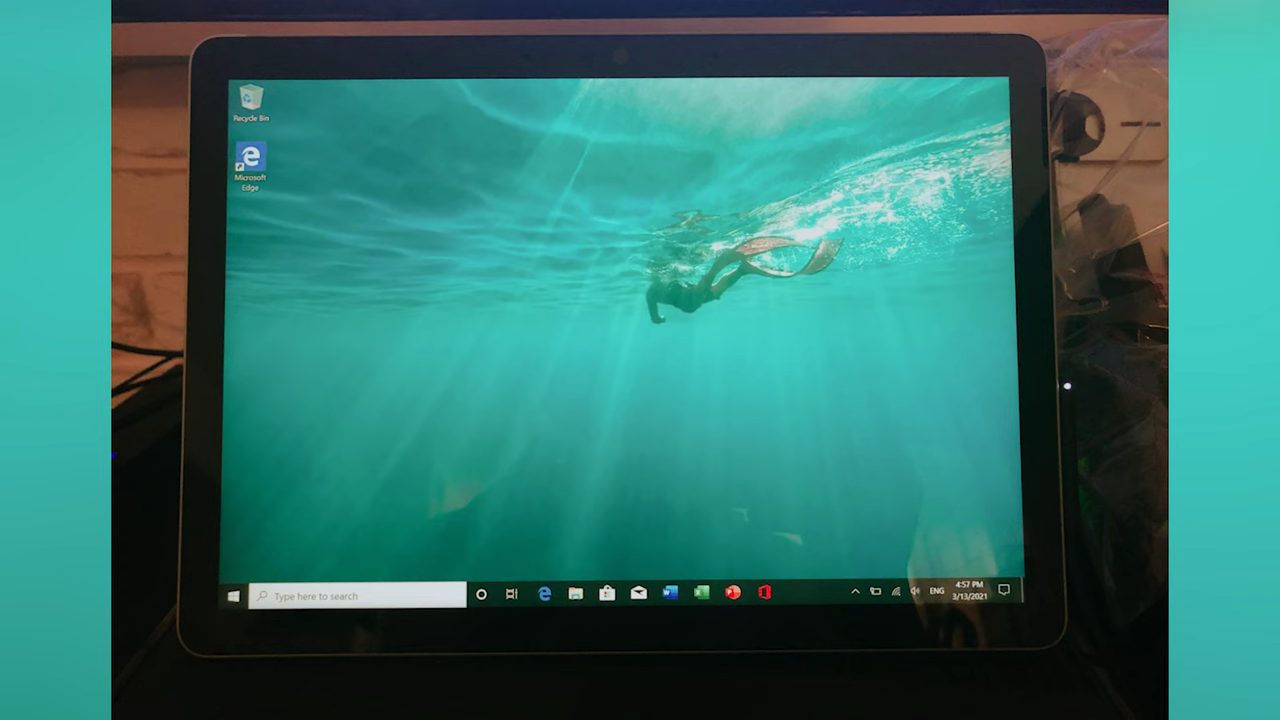 Recycle Bin
Microsoft
Edge
Type here to search
ENG
4:57 PM
3/13/2021